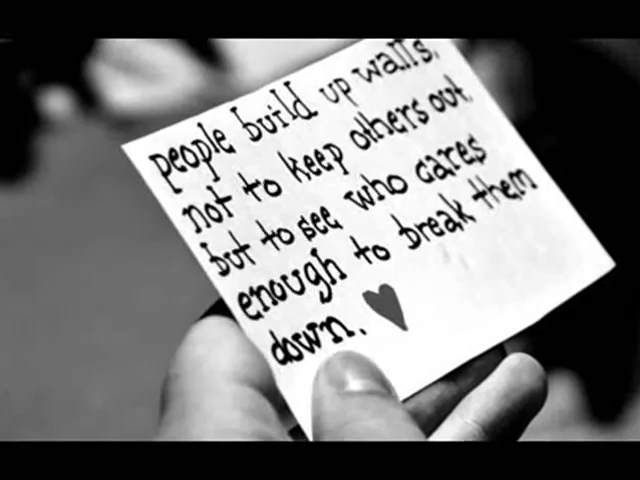 people build up walls,
not to keep others out
but to see who cares
enough to break them
down.